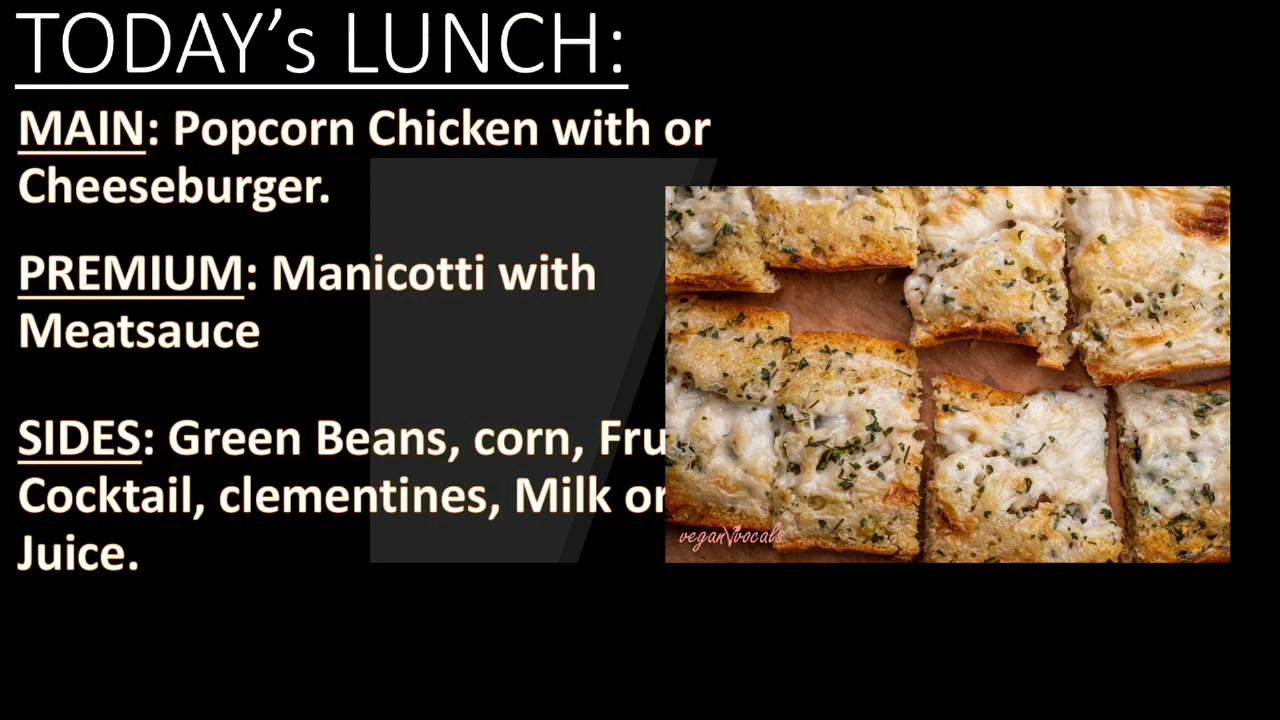 TODAY's LUNCH:
MAIN: Popcorn Chicken with or
Cheeseburger.
PREMIUM: Manicotti with
Meatsauce
SIDES: Green Beans, corn, Fru
Cocktail, clementines, Milk or
Juice.
veganVocals